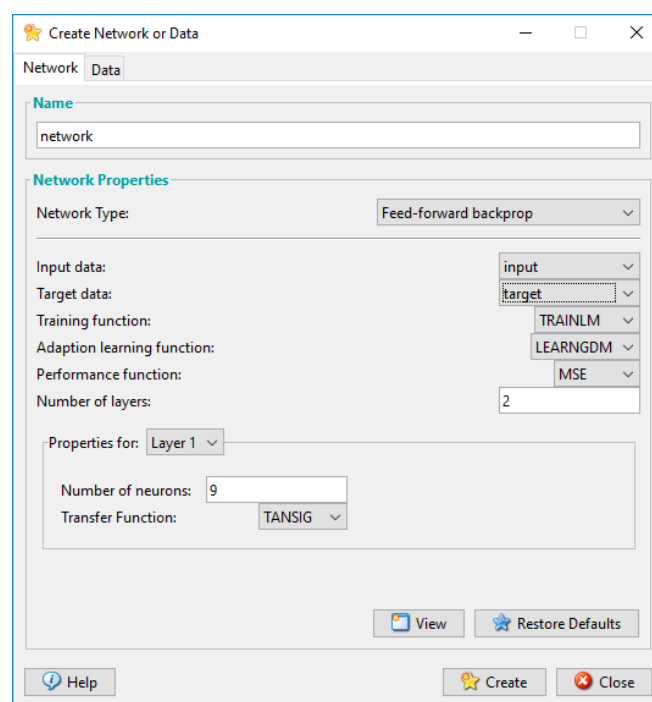 Create Network or Data
Network Data
Name
network
Network Properties
Network Type: Feed-forward backprop
Input data: input
Target data: target
Training function: TRAINLM
Adaption learning function: LEARNGDM
Performance function: MSE
Number of layers: 2
Properties for: Layer 1
Number of neurons: 9
Transfer Function: TANSIG
View Restore Defaults
Help Create Close